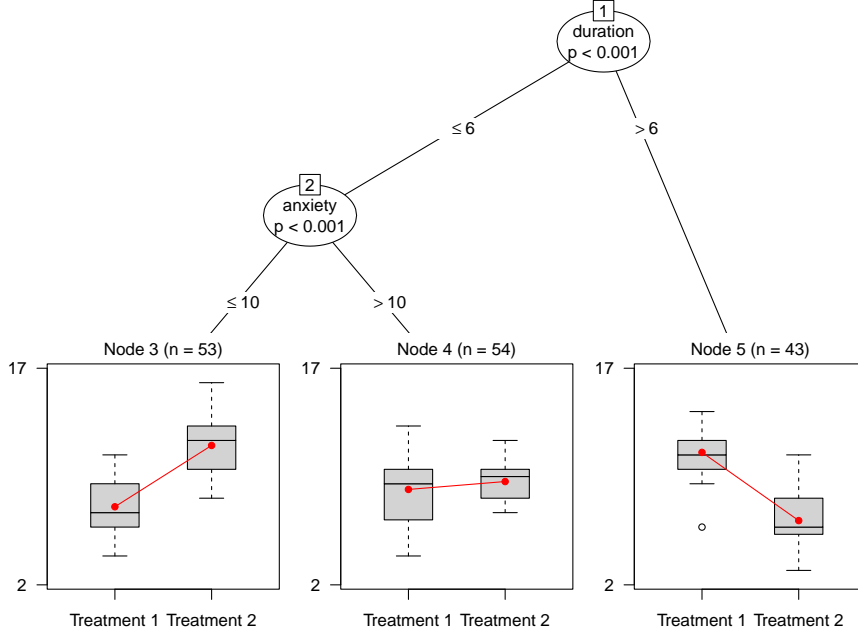 1
duration
p < 0.001
≤ 6
> 6
2
anxiety
p < 0.001
≤ 10
> 10
Node 3 (n = 53)
17
2
Treatment 1 Treatment 2
Node 4 (n = 54)
17
2
Treatment 1 Treatment 2
Node 5 (n = 43)
17
2
Treatment 1 Treatment 2